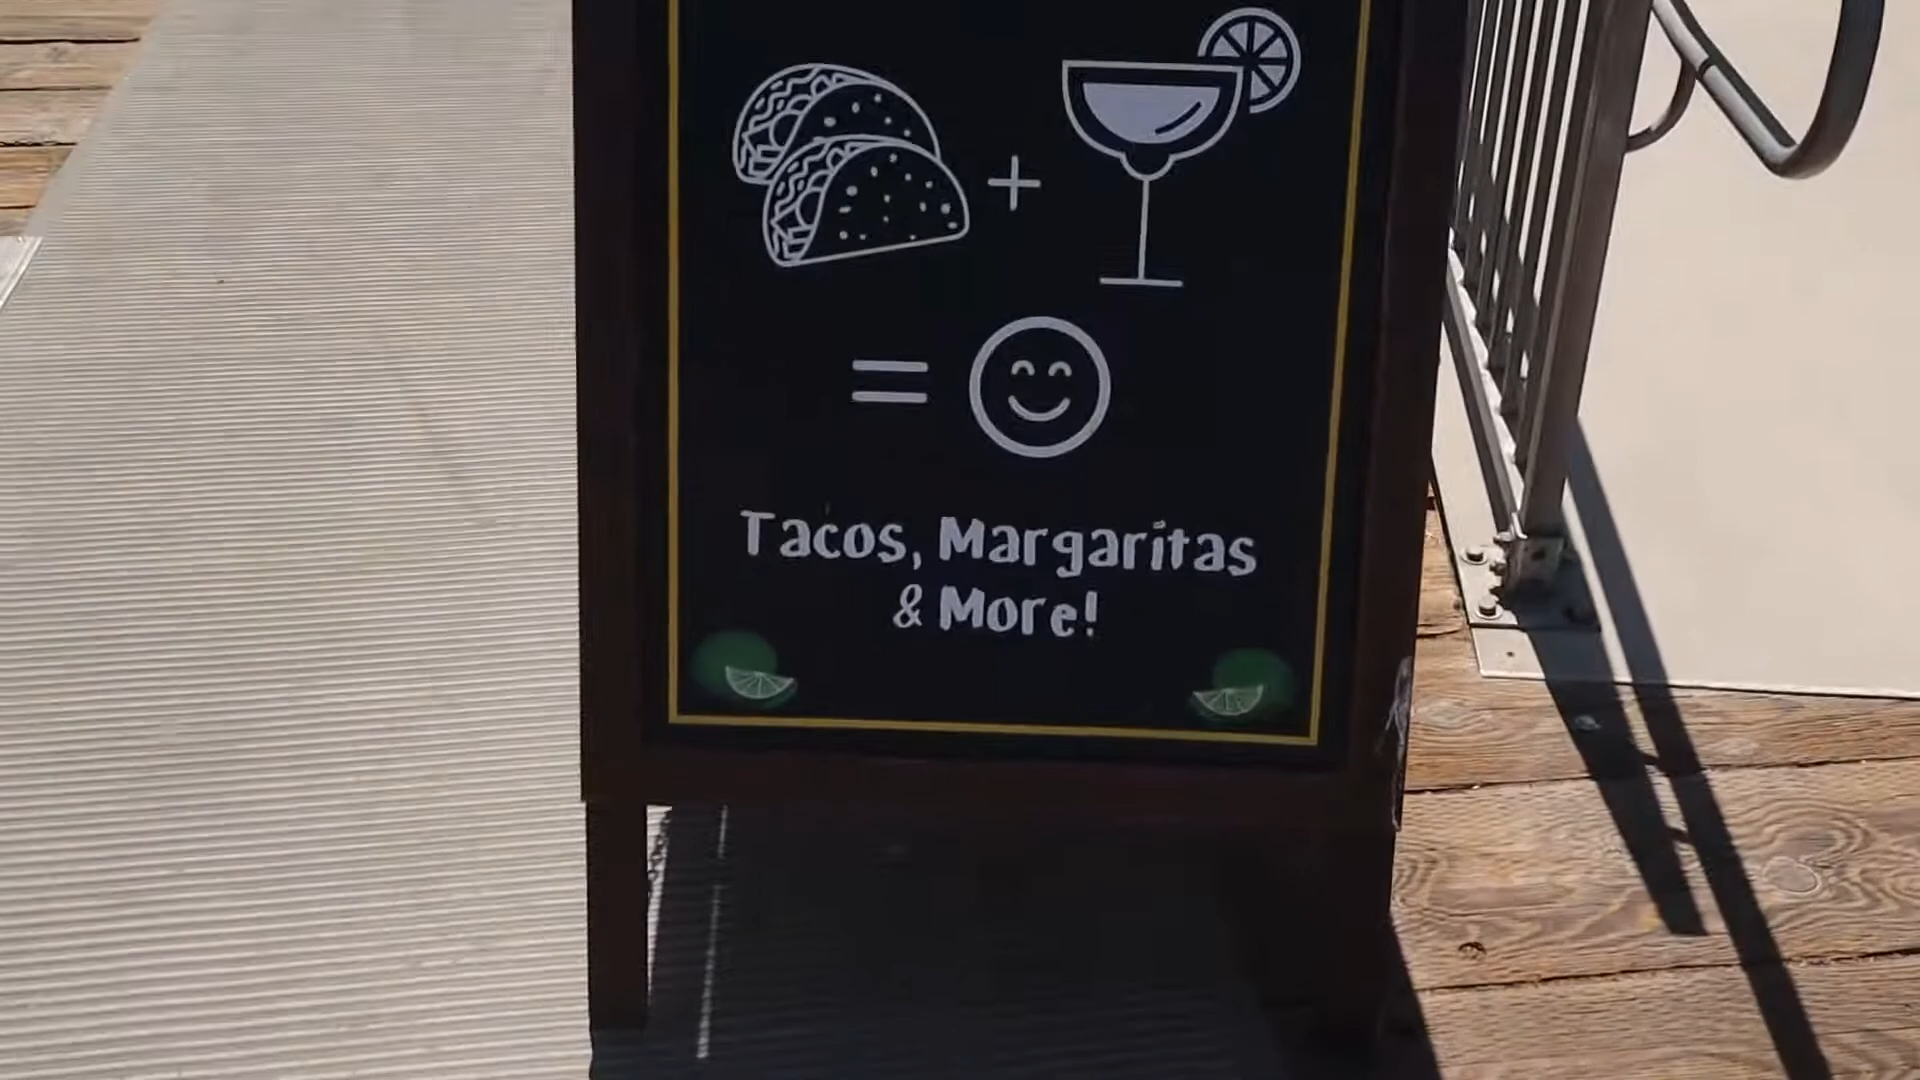 +
=
Tacos, Margaritas
& More!